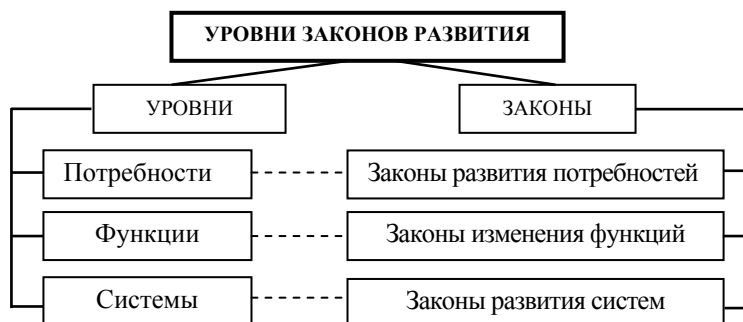 УРОВНИ ЗАКОНОВ РАЗВИТИЯ
УРОВНИ
ЗАКОНЫ
Потребности
Законы развития потребностей
Функции
Законы изменения функций
Системы
Законы развития систем